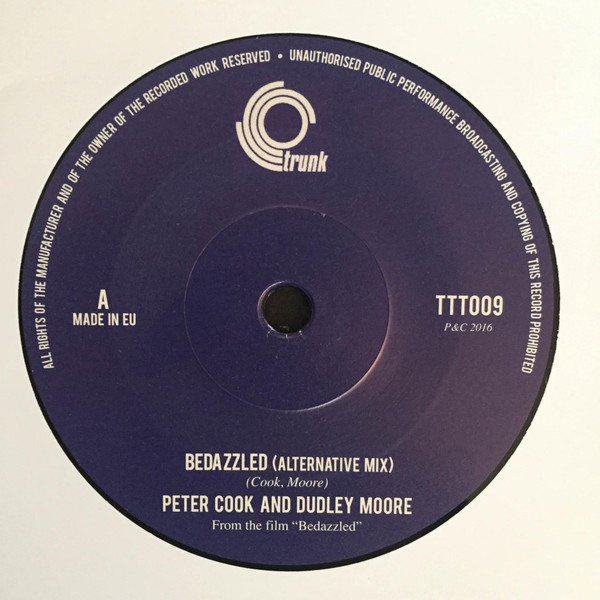 ALL RIGHTS OF THE MANUFACTURER AND OF THE OWNER OF THE RECORDED WORK RESERVED • UNAUTHORISED PUBLIC PERFORMANCE BROADCASTING AND COPYING OF THIS RECORD PROHIBITED
trunk
A
MADE IN EU
TTT009
P&C 2016
BEDAZZLED (ALTERNATIVE MIX)
(Cook, Moore)
PETER COOK AND DUDLEY MOORE
From the film "Bedazzled"